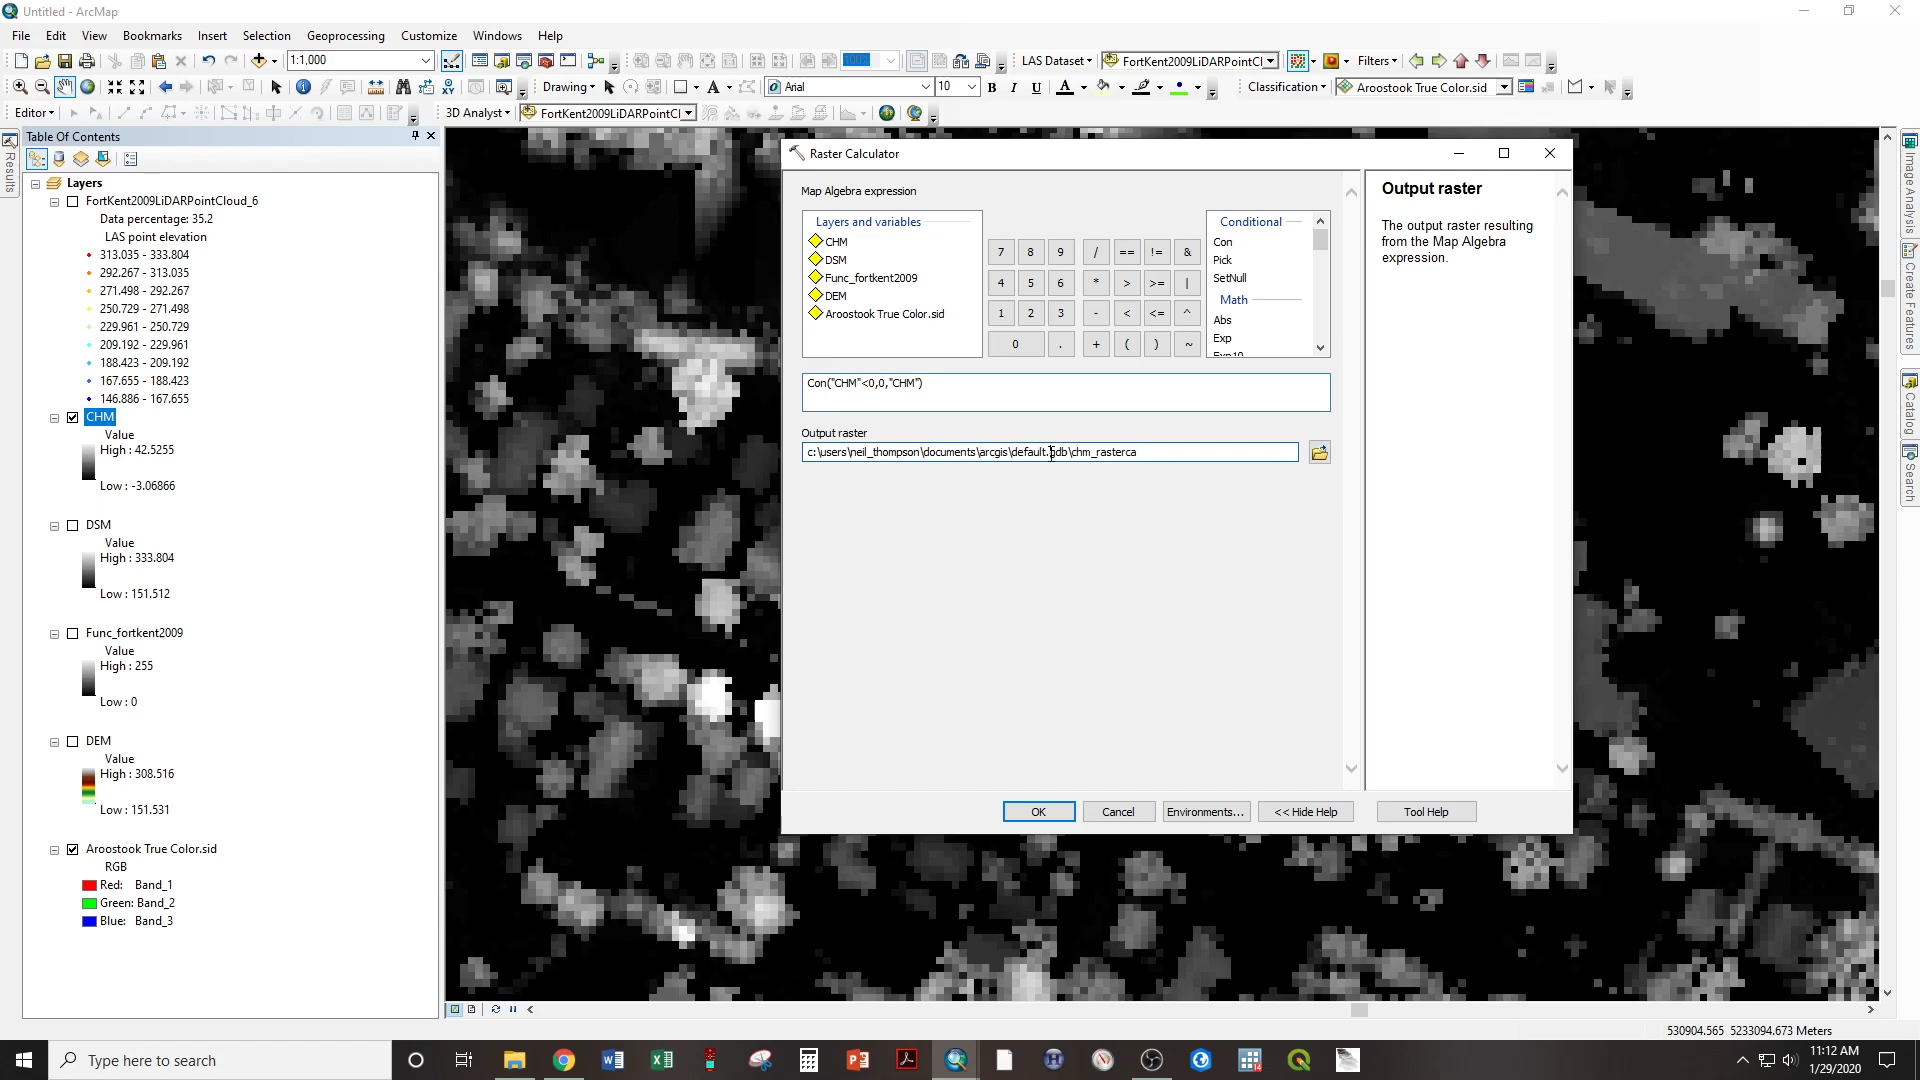 Untitled - ArcMap
File Edit View Bookmarks Insert Selection Geoprocessing Customize Windows Help
1:1,000
100%
LAS Dataset
FortKent2009LiDARPointCl
Filters
Drawing
Arial
10
B I U A
Classification
Aroostook True Color.sid
Editor
3D Analyst
FortKent2009LiDARPointCl
Table Of Contents
Results
Layers
FortKent2009LiDARPointCloud_6
Data percentage: 35.2
LAS point elevation
313.035 - 333.804
292.267 - 313.035
271.498 - 292.267
250.729 - 271.498
229.961 - 250.729
209.192 - 229.961
188.423 - 209.192
167.655 - 188.423
146.886 - 167.655
CHM
Value
High : 42.5255
Low : -3.06866
DSM
Value
High : 333.804
Low : 151.512
Func_fortkent2009
Value
High : 255
Low : 0
DEM
Value
High : 308.516
Low : 151.531
Aroostook True Color.sid
RGB
Red: Band_1
Green: Band_2
Blue: Band_3
Raster Calculator
Map Algebra expression
Layers and variables
CHM
DSM
Func_fortkent2009
DEM
Aroostook True Color.sid
7 8 9 / == != &
4 5 6 * > >= |
1 2 3 - < <= ^
0 . + ( ) ~
Conditional
Con
Pick
SetNull
Math
Abs
Exp
Exp10
Con("CHM"<0,0,"CHM")
Output raster
c:\users\neil_thompson\documents\arcgis\default.gdb\chm_rasterca
OK
Cancel
Environments...
<< Hide Help
Tool Help
Output raster
The output raster resulting
from the Map Algebra
expression.
Image Analysis
Create Features
Catalog
Search
530904.565 5233094.673 Meters
Type here to search
11:12 AM
1/29/2020